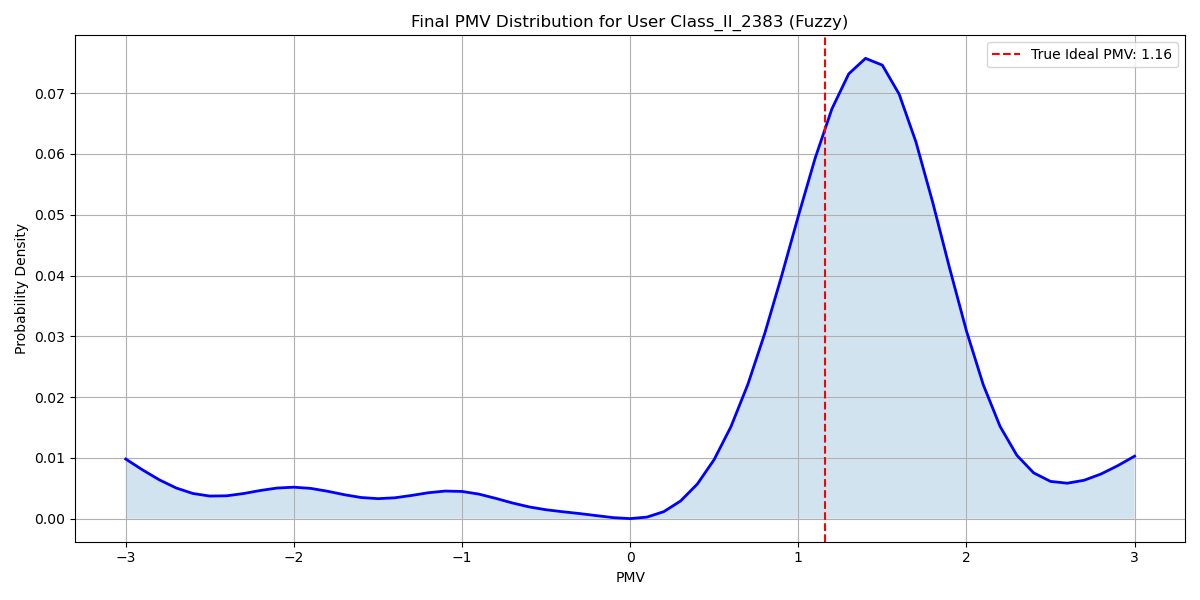 Final PMV Distribution for User Class_II_2383 (Fuzzy)
True Ideal PMV: 1.16
Probability Density
0.07
0.06
0.05
0.04
0.03
0.02
0.01
0.00
−3 −2 −1 0 1 2 3
PMV